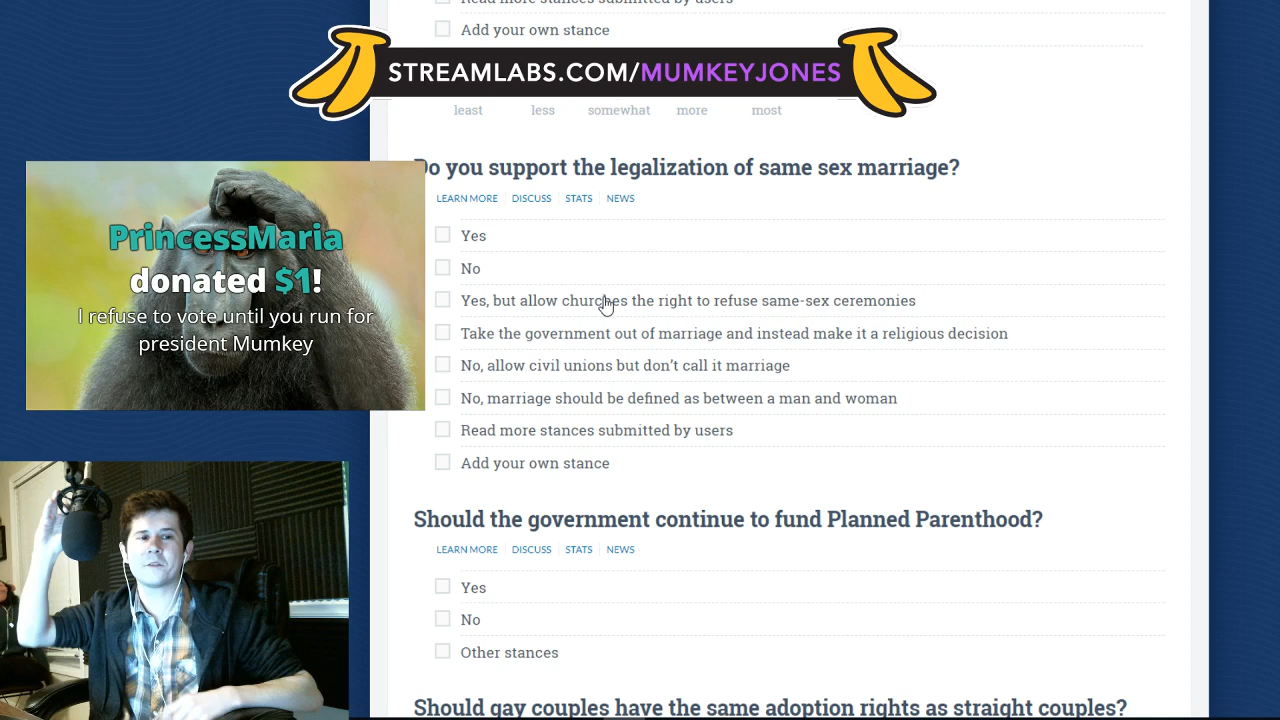 Read more stances submitted by users
Add your own stance
STREAMLABS.COM/MUMKEYJONES
least less somewhat more most
Do you support the legalization of same sex marriage?
LEARN MORE DISCUSS STATS NEWS
Yes
No
Yes, but allow churches the right to refuse same-sex ceremonies
Take the government out of marriage and instead make it a religious decision
No, allow civil unions but don't call it marriage
No, marriage should be defined as between a man and woman
Read more stances submitted by users
Add your own stance
PrincessMaria
donated $1!
I refuse to vote until you run for
president Mumkey
Should the government continue to fund Planned Parenthood?
LEARN MORE DISCUSS STATS NEWS
Yes
No
Other stances
Should gay couples have the same adoption rights as straight couples?